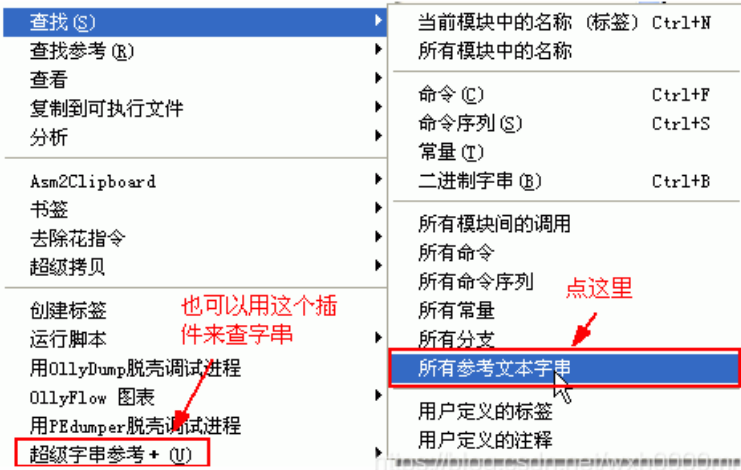 查找(S)
查找参考(R)
查看
复制到可执行文件
分析
Asm2Clipboard
书签
去除花指令
超级拷贝
创建标签
运行脚本
用OllyDump脱壳调试进程
OllyFlow 图表
用PEdumper脱壳调试进程
超级字串参考+ (U)
也可以用这个插
件来查字串
当前模块中的名称 (标签) Ctrl+N
所有模块中的名称
命令(C) Ctrl+F
命令序列(S) Ctrl+S
常量(T)
二进制字串(B) Ctrl+B
所有模块间的调用
所有命令
所有命令序列
所有常量
所有分支
所有参考文本字串
用户定义的标签
用户定义的注释
点这里